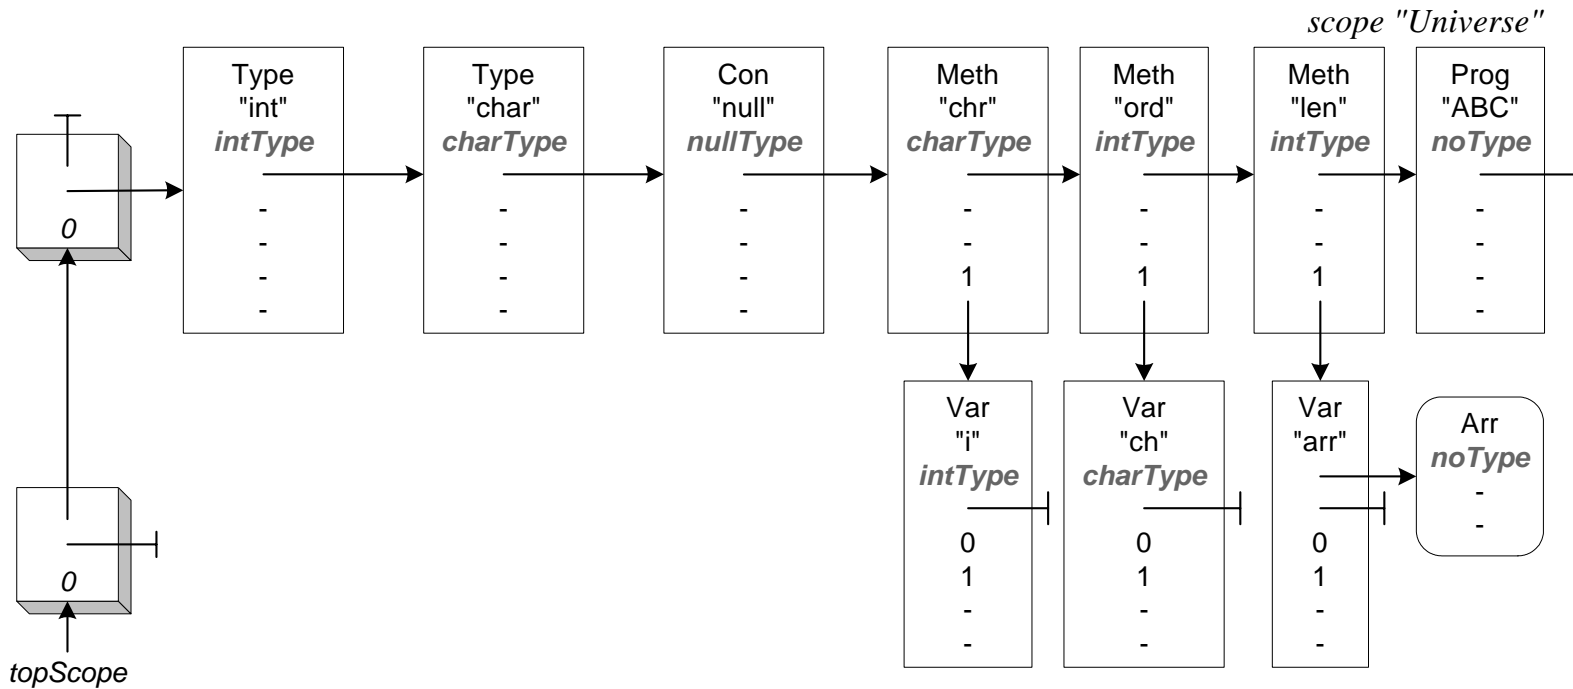 scope "Universe"
Type
"int"
intType
-
-
-
-
Type
"char"
charType
-
-
-
-
Con
"null"
nullType
-
-
-
-
Meth
"chr"
charType
-
-
1
Meth
"ord"
intType
-
-
1
Meth
"len"
intType
-
-
1
Prog
"ABC"
noType
-
-
-
-
0
Var
"i"
intType
0
1
-
-
Var
"ch"
charType
0
1
-
-
Var
"arr"
0
1
-
-
Arr
noType
-
-
0
topScope